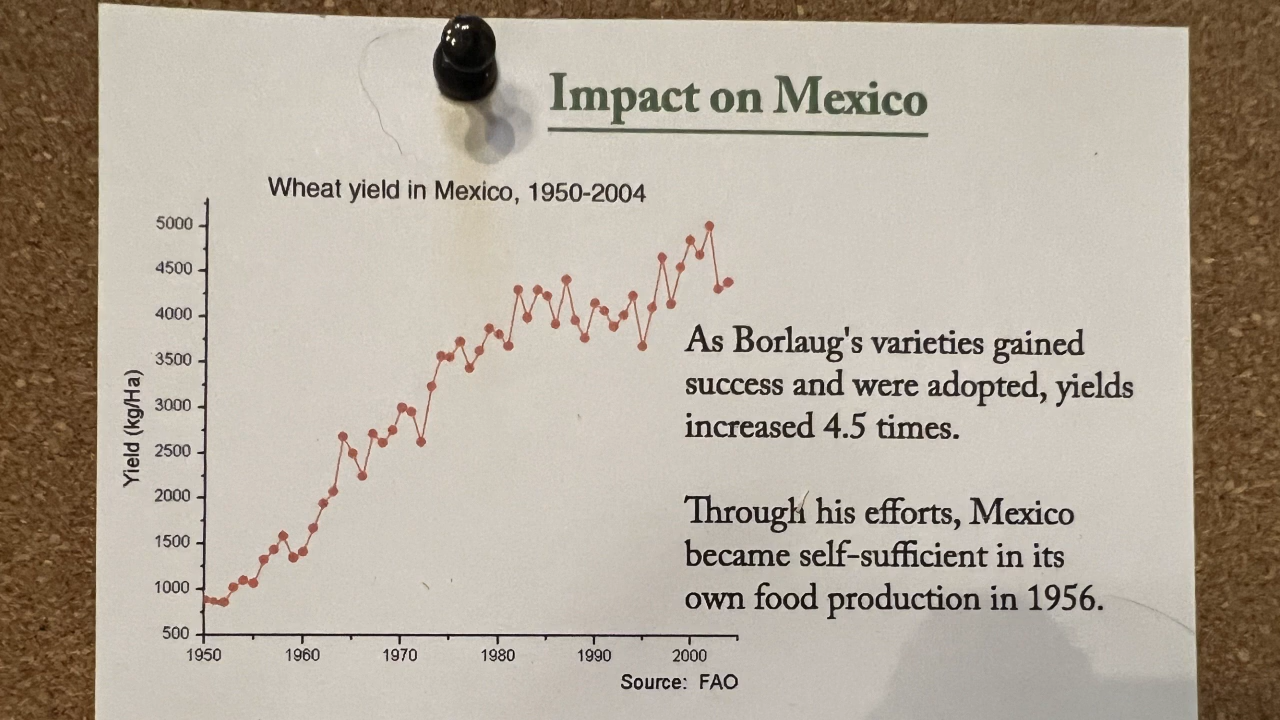 Impact on Mexico
Wheat yield in Mexico, 1950-2004
5000
4500
4000
3500
3000
2500
2000
1500
1000
500
Yield (kg/Ha)
1950 1960 1970 1980 1990 2000
Source: FAO
As Borlaug's varieties gained
success and were adopted, yields
increased 4.5 times.
Through his efforts, Mexico
became self-sufficient in its
own food production in 1956.